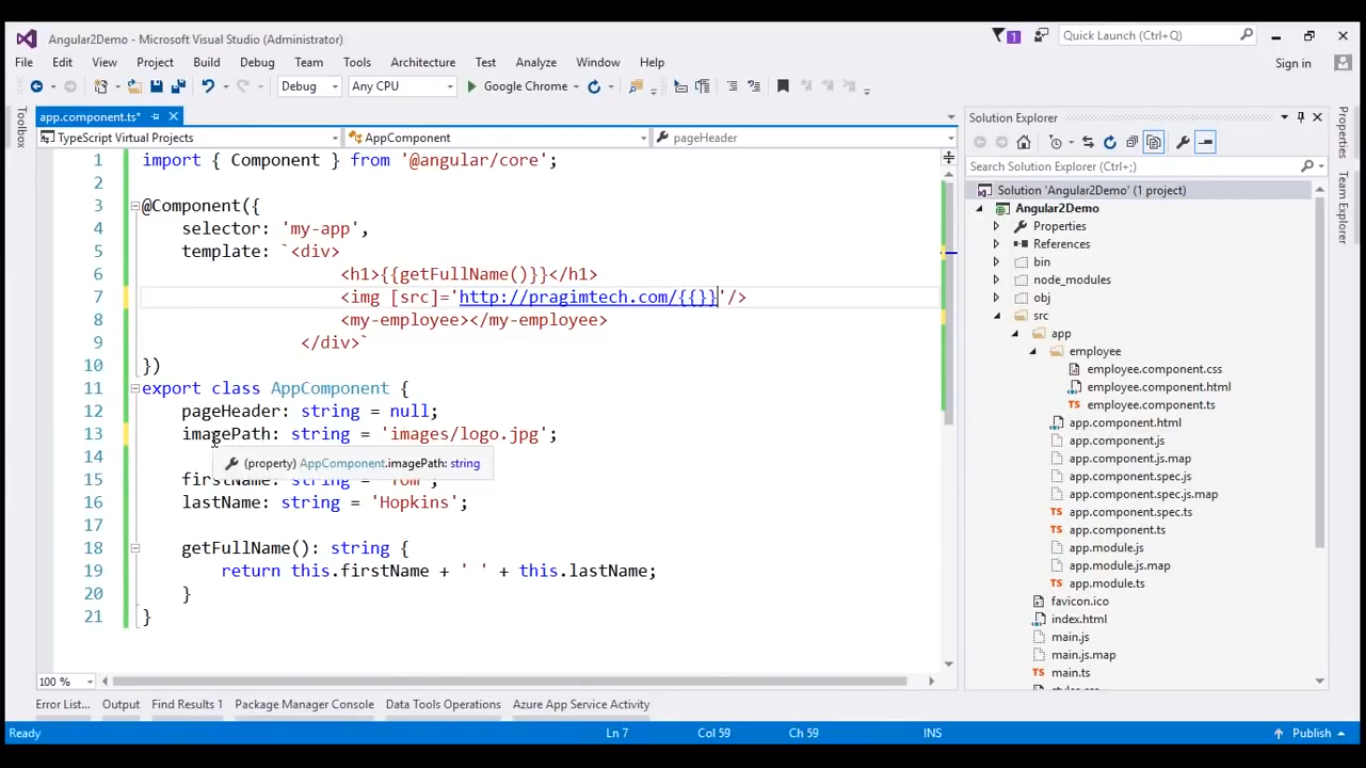 Angular2Demo - Microsoft Visual Studio (Administrator)
1
Quick Launch (Ctrl+Q)
File Edit View Project Build Debug Team Tools Architecture Test Analyze Window Help
Sign in
Debug Any CPU Google Chrome
Toolbox
app.component.ts*
TypeScript Virtual Projects AppComponent pageHeader
1 import { Component } from '@angular/core';
2
3 @Component({
4 selector: 'my-app',
5 template: `<div>
6 <h1>{{getFullName()}}</h1>
7 <img [src]='http://pragimtech.com/{{}}'/>
8 <my-employee></my-employee>
9 </div>`
10 })
11 export class AppComponent {
12 pageHeader: string = null;
13 imagePath: string = 'images/logo.jpg';
14
(property) AppComponent.imagePath: string
15 firstName: string = 'Tom';
16 lastName: string = 'Hopkins';
17
18 getFullName(): string {
19 return this.firstName + ' ' + this.lastName;
20 }
21 }
100 %
Solution Explorer
Search Solution Explorer (Ctrl+;)
Solution 'Angular2Demo' (1 project)
Angular2Demo
Properties
References
bin
node_modules
obj
src
app
employee
employee.component.css
employee.component.html
employee.component.ts
app.component.html
app.component.js
app.component.js.map
app.component.spec.js
app.component.spec.js.map
app.component.spec.ts
app.component.ts
app.module.js
app.module.js.map
app.module.ts
favicon.ico
index.html
main.js
main.js.map
main.ts
Properties
Team Explorer
Error List... Output Find Results 1 Package Manager Console Data Tools Operations Azure App Service Activity
Ready Ln 7 Col 59 Ch 59 INS Publish